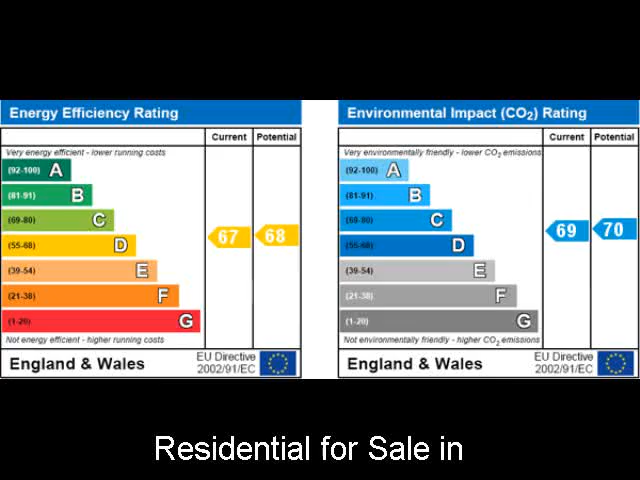 Energy Efficiency Rating
Current Potential
Very energy efficient - lower running costs
(92-100) A
(81-91) B
(69-80) C
(55-68) D
(39-54) E
(21-38) F
(1-20) G
67 68
Not energy efficient - higher running costs
England & Wales
EU Directive
2002/91/EC
Environmental Impact (CO2) Rating
Current Potential
Very environmentally friendly - lower CO2 emissions
(92-100) A
(81-91) B
(69-80) C
(55-68) D
(39-54) E
(21-38) F
(1-20) G
69 70
Not environmentally friendly - higher CO2 emissions
England & Wales
EU Directive
2002/91/EC
Residential for Sale in